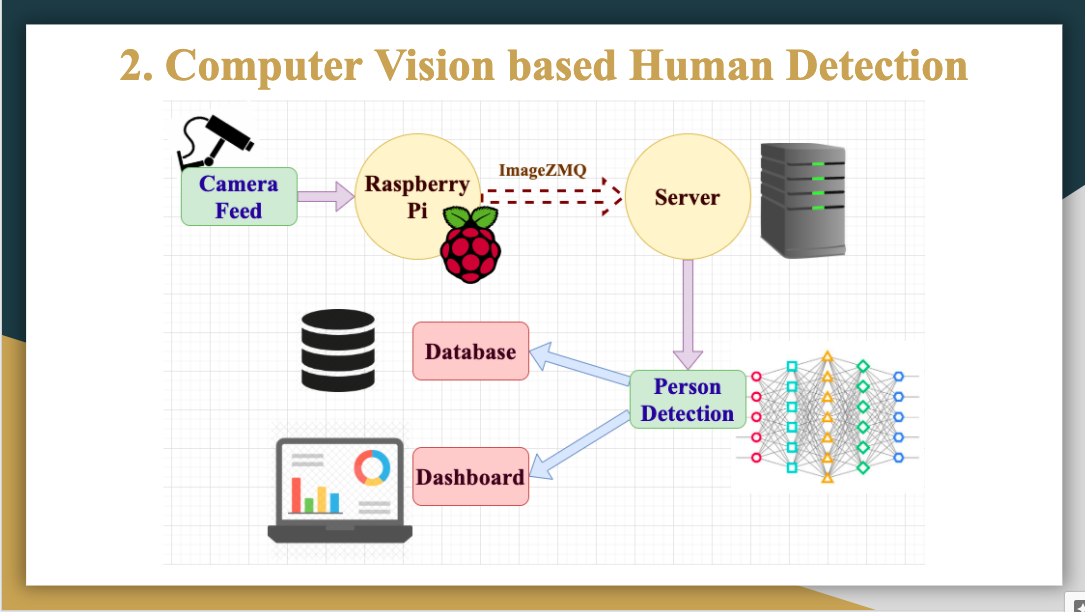 2. Computer Vision based Human Detection
Camera
Feed
Raspberry
Pi
ImageZMQ
Server
Database
Person
Detection
Dashboard